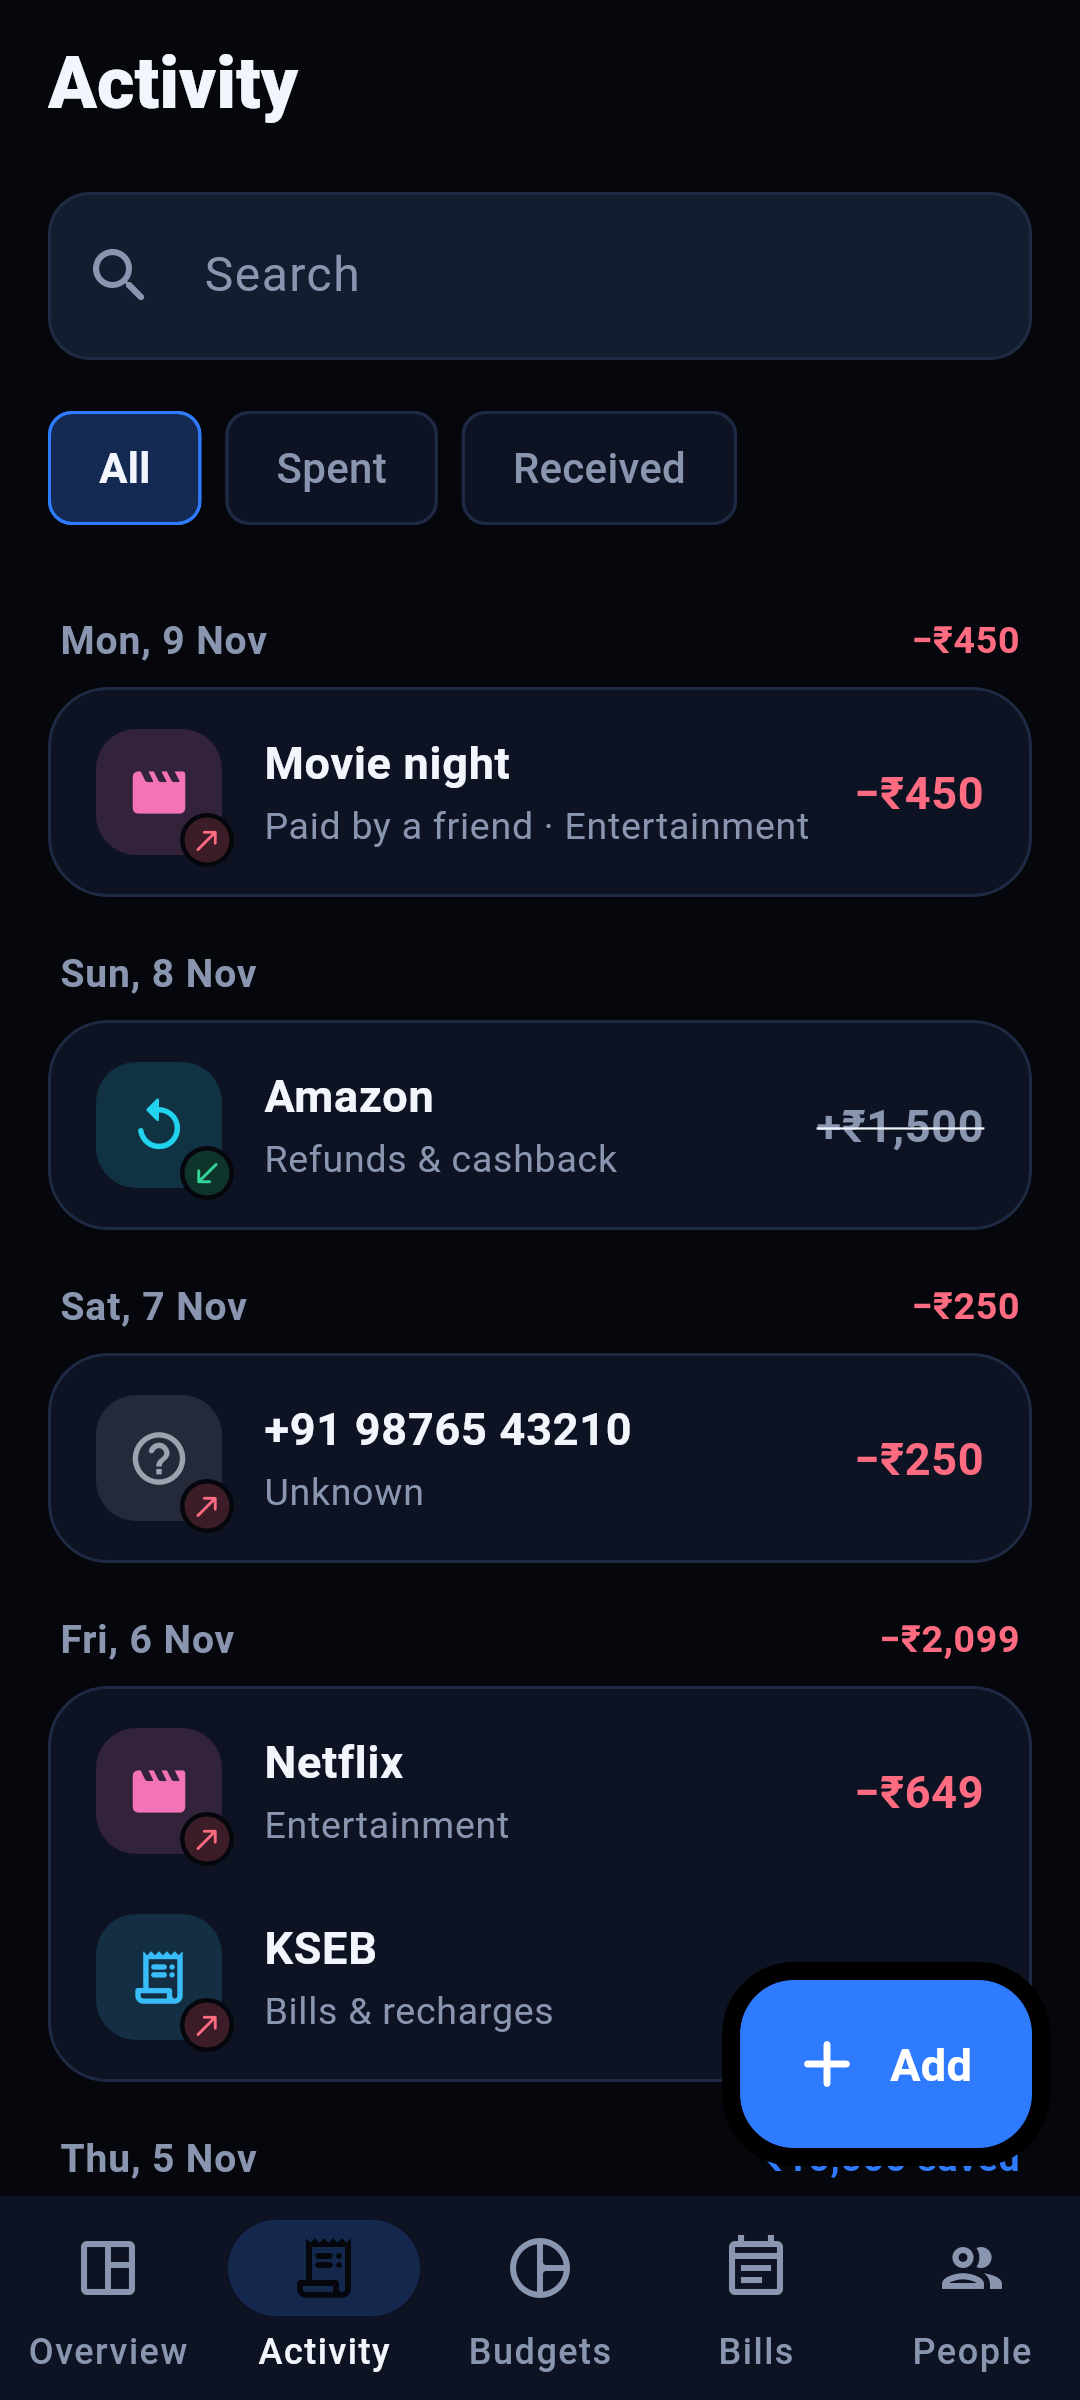 Activity
Search
All Spent Received
Mon, 9 Nov −₹450
Movie night
Paid by a friend · Entertainment
−₹450
Sun, 8 Nov
Amazon
Refunds & cashback
+₹1,500
Sat, 7 Nov −₹250
+91 98765 43210
Unknown
−₹250
Fri, 6 Nov −₹2,099
Netflix
Entertainment
−₹649
KSEB
Bills & recharges
Add
Thu, 5 Nov saved
Overview Activity Budgets Bills People